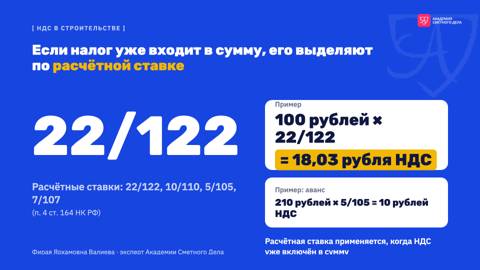 [ НДС В СТРОИТЕЛЬСТВЕ ]
АКАДЕМИЯ
СМЕТНОГО ДЕЛА
Если налог уже входит в сумму, его выделяют
по расчётной ставке
22/122
Расчётные ставки: 22/122, 10/110, 5/105,
7/107
(п. 4 ст. 164 НК РФ)
Пример
100 рублей ×
22/122
= 18,03 рубля НДС
Пример: аванс
210 рублей × 5/105 = 10 рублей
НДС
Расчётная ставка применяется, когда НДС
уже включён в сумму
Фирая Яхамовна Валиева · эксперт Академии Сметного Дела